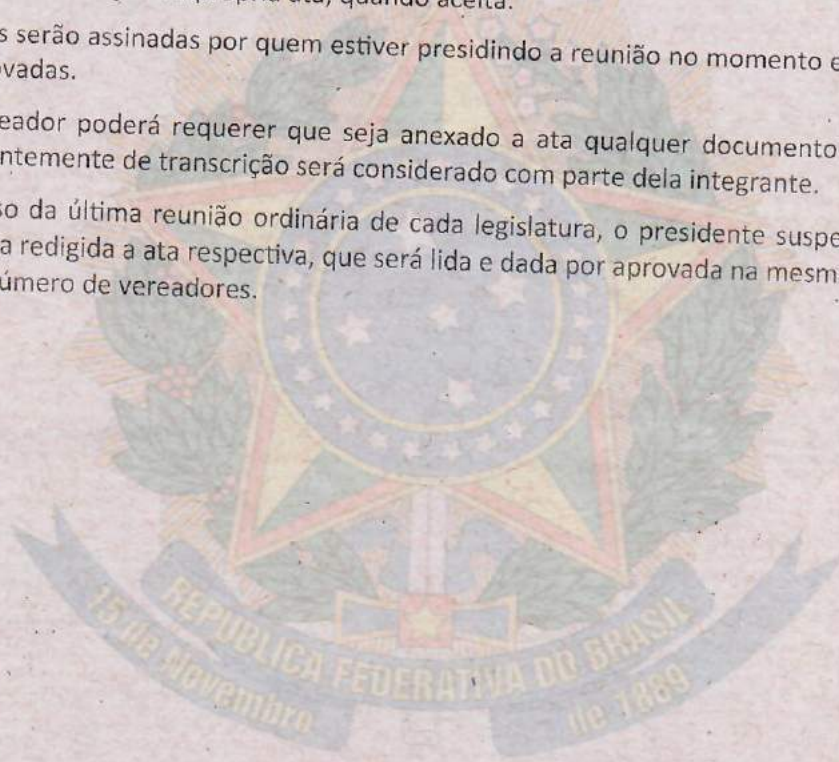 quando aceita.
s serão assinadas por quem estiver presidindo a reunião no momento e
vadas.
eador poderá requerer que seja anexado a ata qualquer documento
ntemente de transcrição será considerado com parte dela integrante.
so da última reunião ordinária de cada legislatura, o presidente suspe
a redigida a ata respectiva, que será lida e dada por aprovada na mesm
úmero de vereadores.
REPUBLICA FEDERATIVA DO BRASIL
15 de Novembro
de 1889